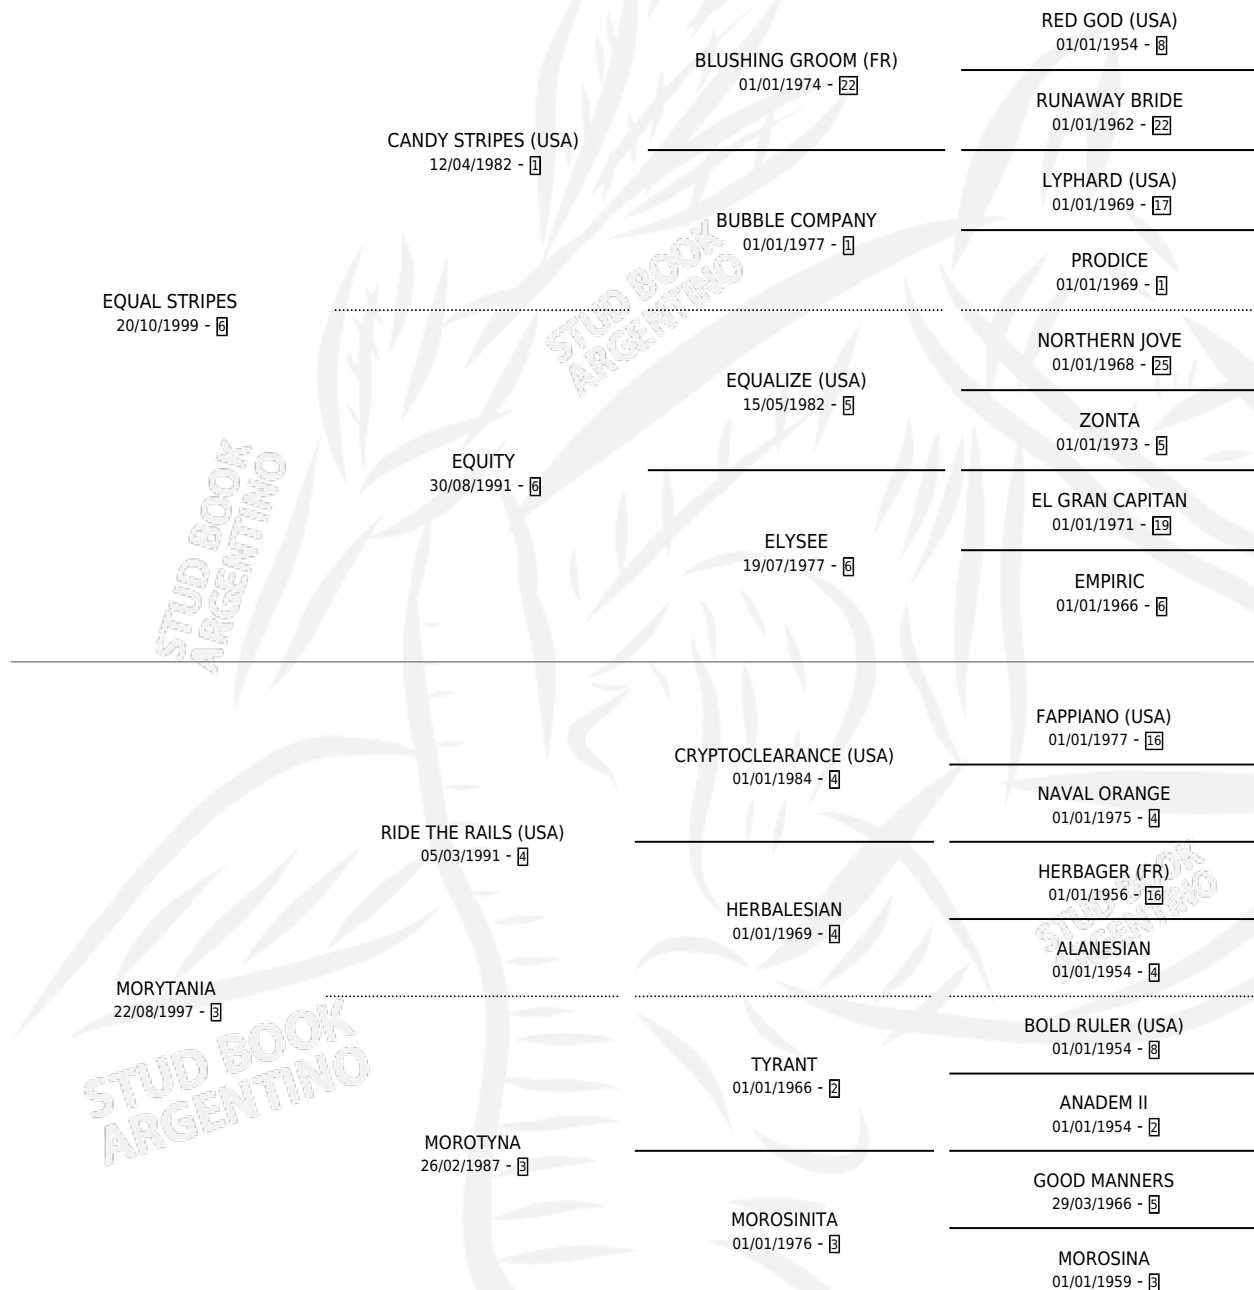 RED GOD (USA)
01/01/1954 - 8
BLUSHING GROOM (FR)
01/01/1974 - 22
RUNAWAY BRIDE
01/01/1962 - 22
CANDY STRIPES (USA)
12/04/1982 - 1
LYPHARD (USA)
01/01/1969 - 17
BUBBLE COMPANY
01/01/1977 - 1
PRODICE
01/01/1969 - 1
EQUAL STRIPES
20/10/1999 - 6
NORTHERN JOVE
01/01/1968 - 25
EQUALIZE (USA)
15/05/1982 - 5
ZONTA
01/01/1973 - 5
EQUITY
30/08/1991 - 6
EL GRAN CAPITAN
01/01/1971 - 19
ELYSEE
19/07/1977 - 6
EMPIRIC
01/01/1966 - 6
STUD BOOK
ARGENTINO
STUD BOOK
ARGENTINO
FAPPIANO (USA)
01/01/1977 - 16
CRYPTOCLEARANCE (USA)
01/01/1984 - 4
NAVAL ORANGE
01/01/1975 - 4
RIDE THE RAILS (USA)
05/03/1991 - 4
HERBAGER (FR)
01/01/1956 - 16
HERBALESIAN
01/01/1969 - 4
ALANESIAN
01/01/1954 - 4
MORYTANIA
22/08/1997 - 3
BOLD RULER (USA)
01/01/1954 - 8
TYRANT
01/01/1966 - 2
ANADEM II
01/01/1954 - 2
MOROTYNA
26/02/1987 - 3
GOOD MANNERS
29/03/1966 - 5
MOROSINITA
01/01/1976 - 3
MOROSINA
01/01/1959 - 3
STUD BOOK
ARGENTINO
STUD BOOK
ARGENTINO